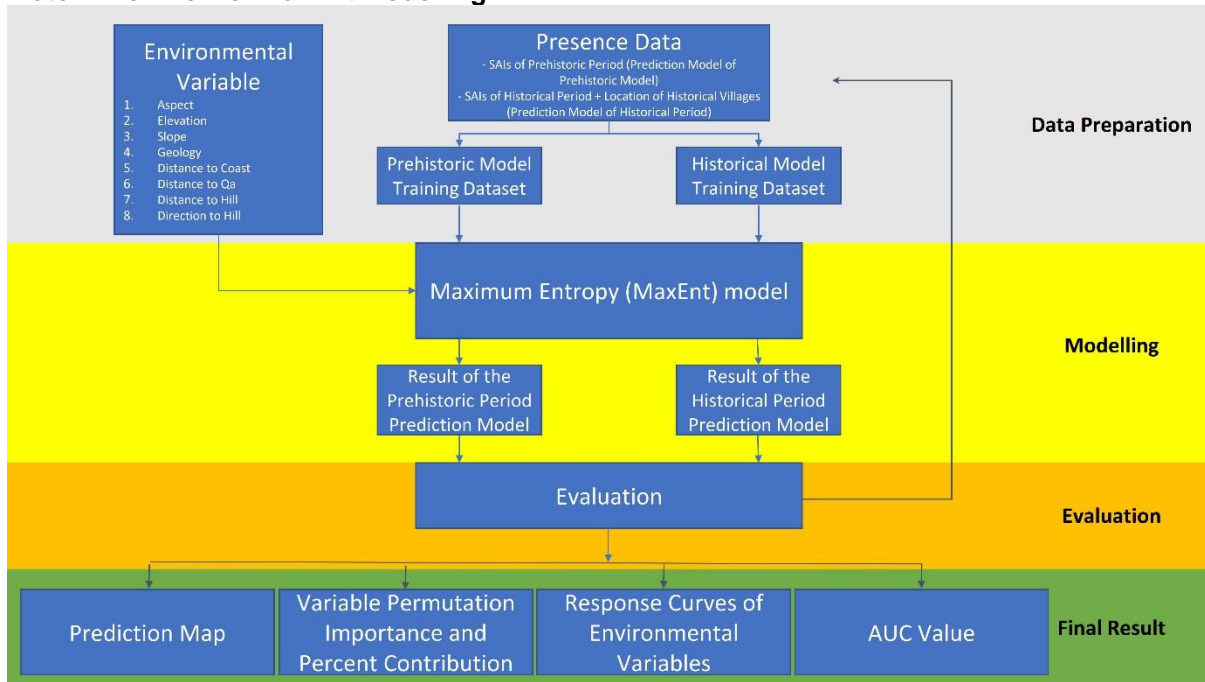 Environmental
Variable
1. Aspect
2. Elevation
3. Slope
4. Geology
5. Distance to Coast
6. Distance to Qa
7. Distance to Hill
8. Direction to Hill
Presence Data
- SAIs of Prehistoric Period (Prediction Model of
Prehistoric Model)
- SAIs of Historical Period + Location of Historical Villages
(Prediction Model of Historical Period)
Prehistoric Model
Training Dataset
Historical Model
Training Dataset
Data Preparation
Maximum Entropy (MaxEnt) model
Modelling
Result of the
Prehistoric Period
Prediction Model
Result of the
Historical Period
Prediction Model
Evaluation
Evaluation
Prediction Map
Variable Permutation
Importance and
Percent Contribution
Response Curves of
Environmental
Variables
AUC Value
Final Result